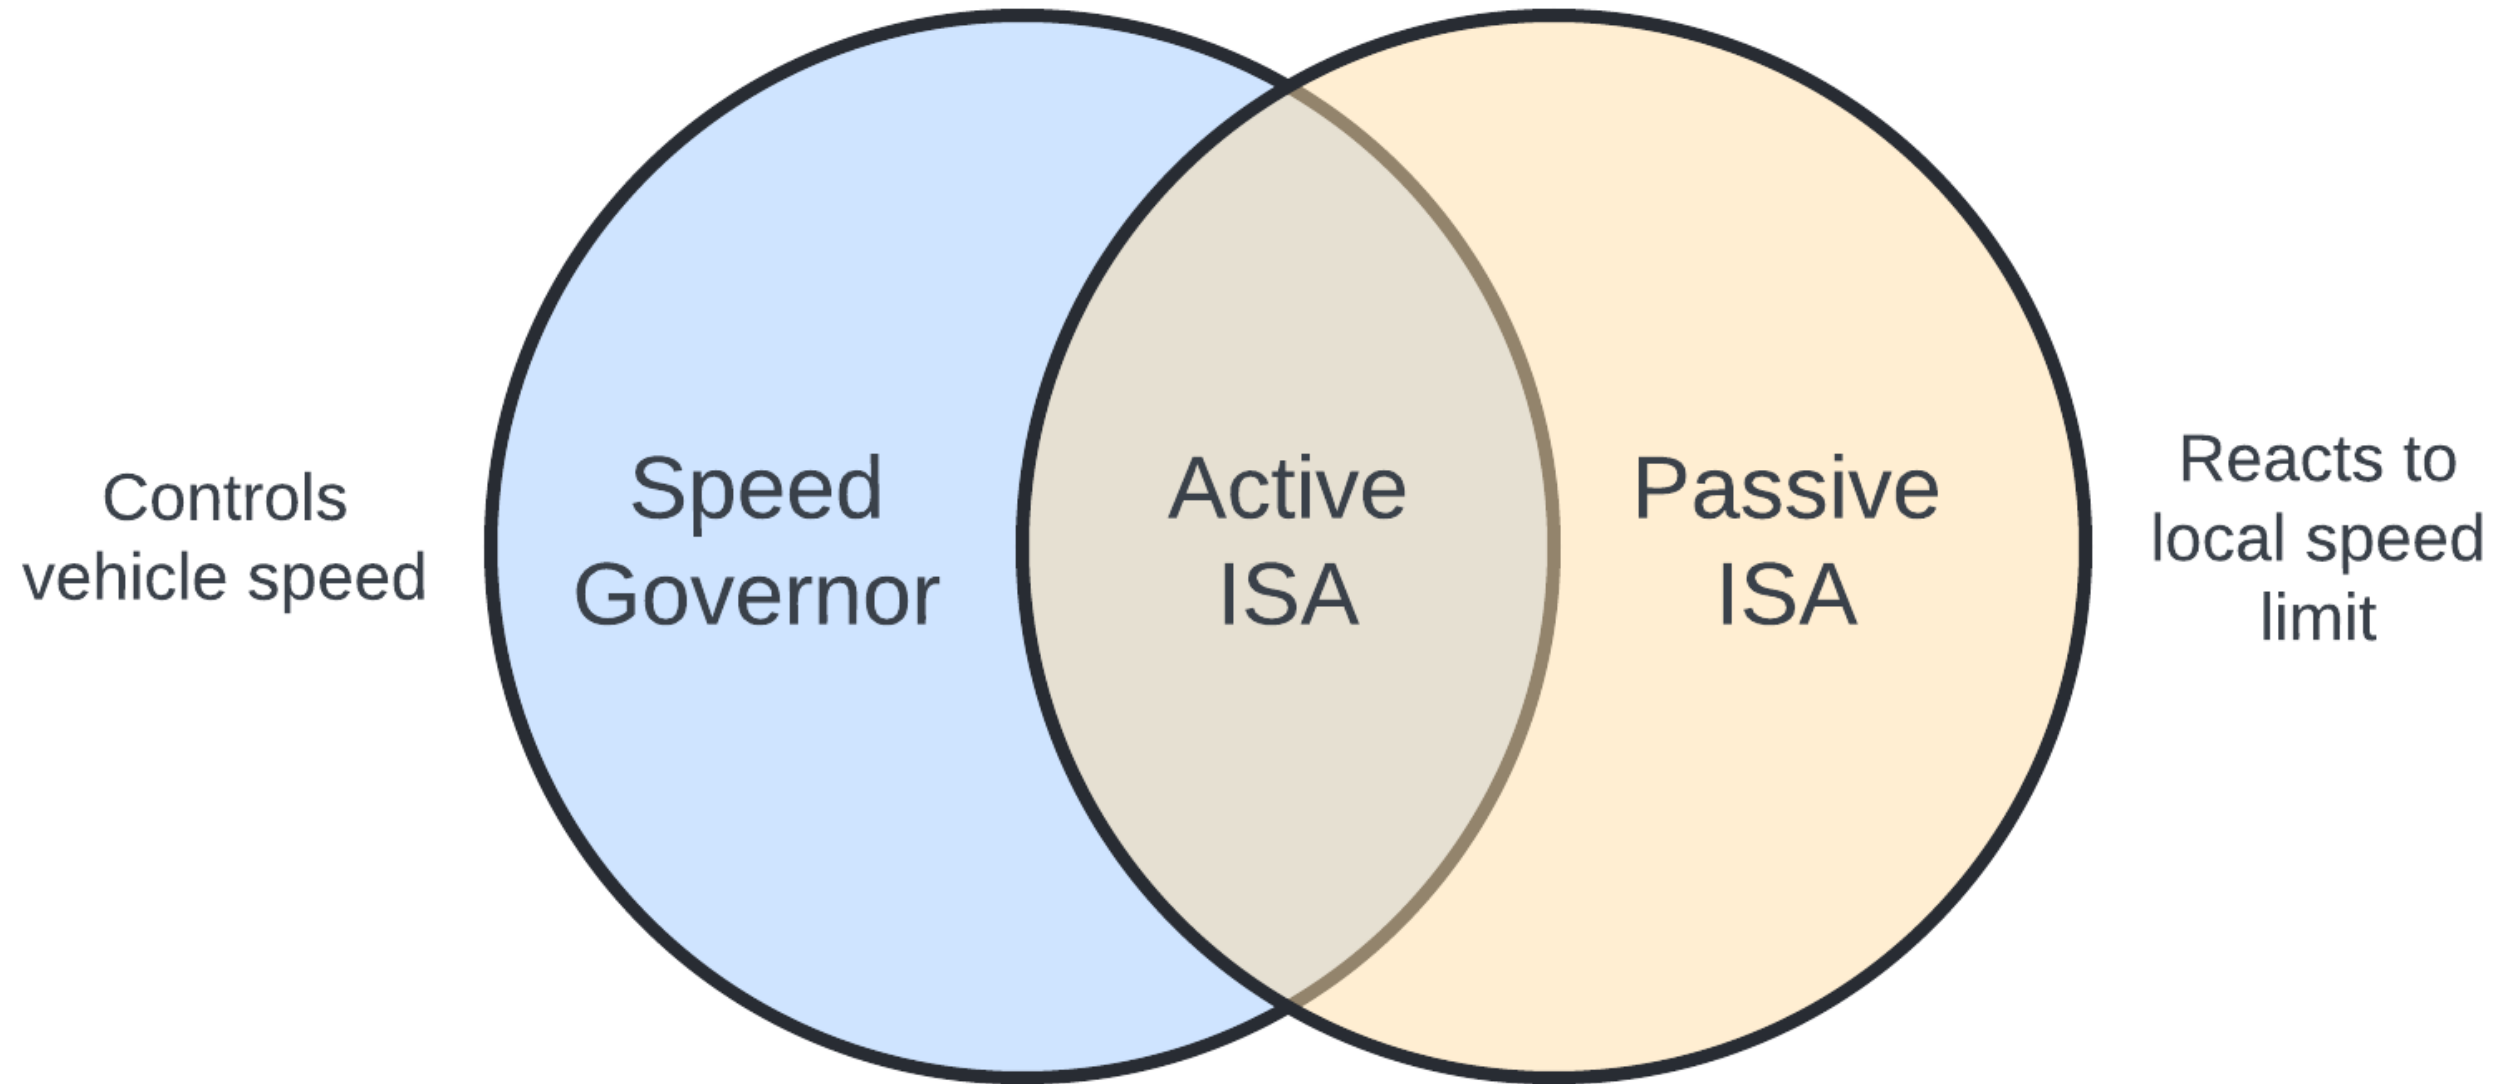 Controls
vehicle speed
Speed
Governor
Active
ISA
Passive
ISA
Reacts to
local speed
limit